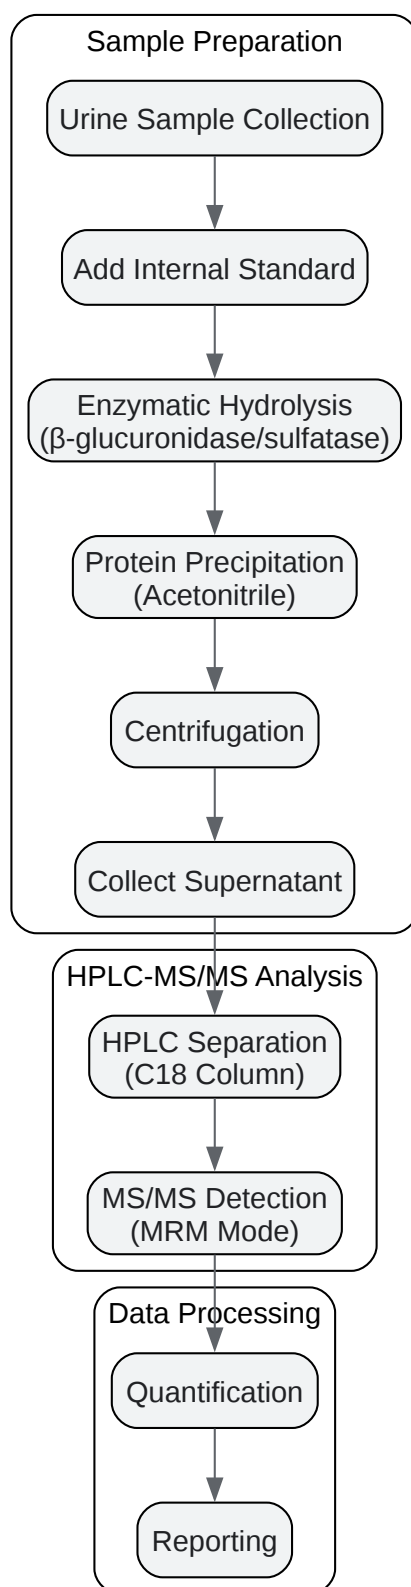 Sample Preparation
Urine Sample Collection
Add Internal Standard
Enzymatic Hydrolysis
(β-glucuronidase/sulfatase)
Protein Precipitation
(Acetonitrile)
Centrifugation
Collect Supernatant
HPLC-MS/MS Analysis
HPLC Separation
(C18 Column)
MS/MS Detection
(MRM Mode)
Data Processing
Quantification
Reporting